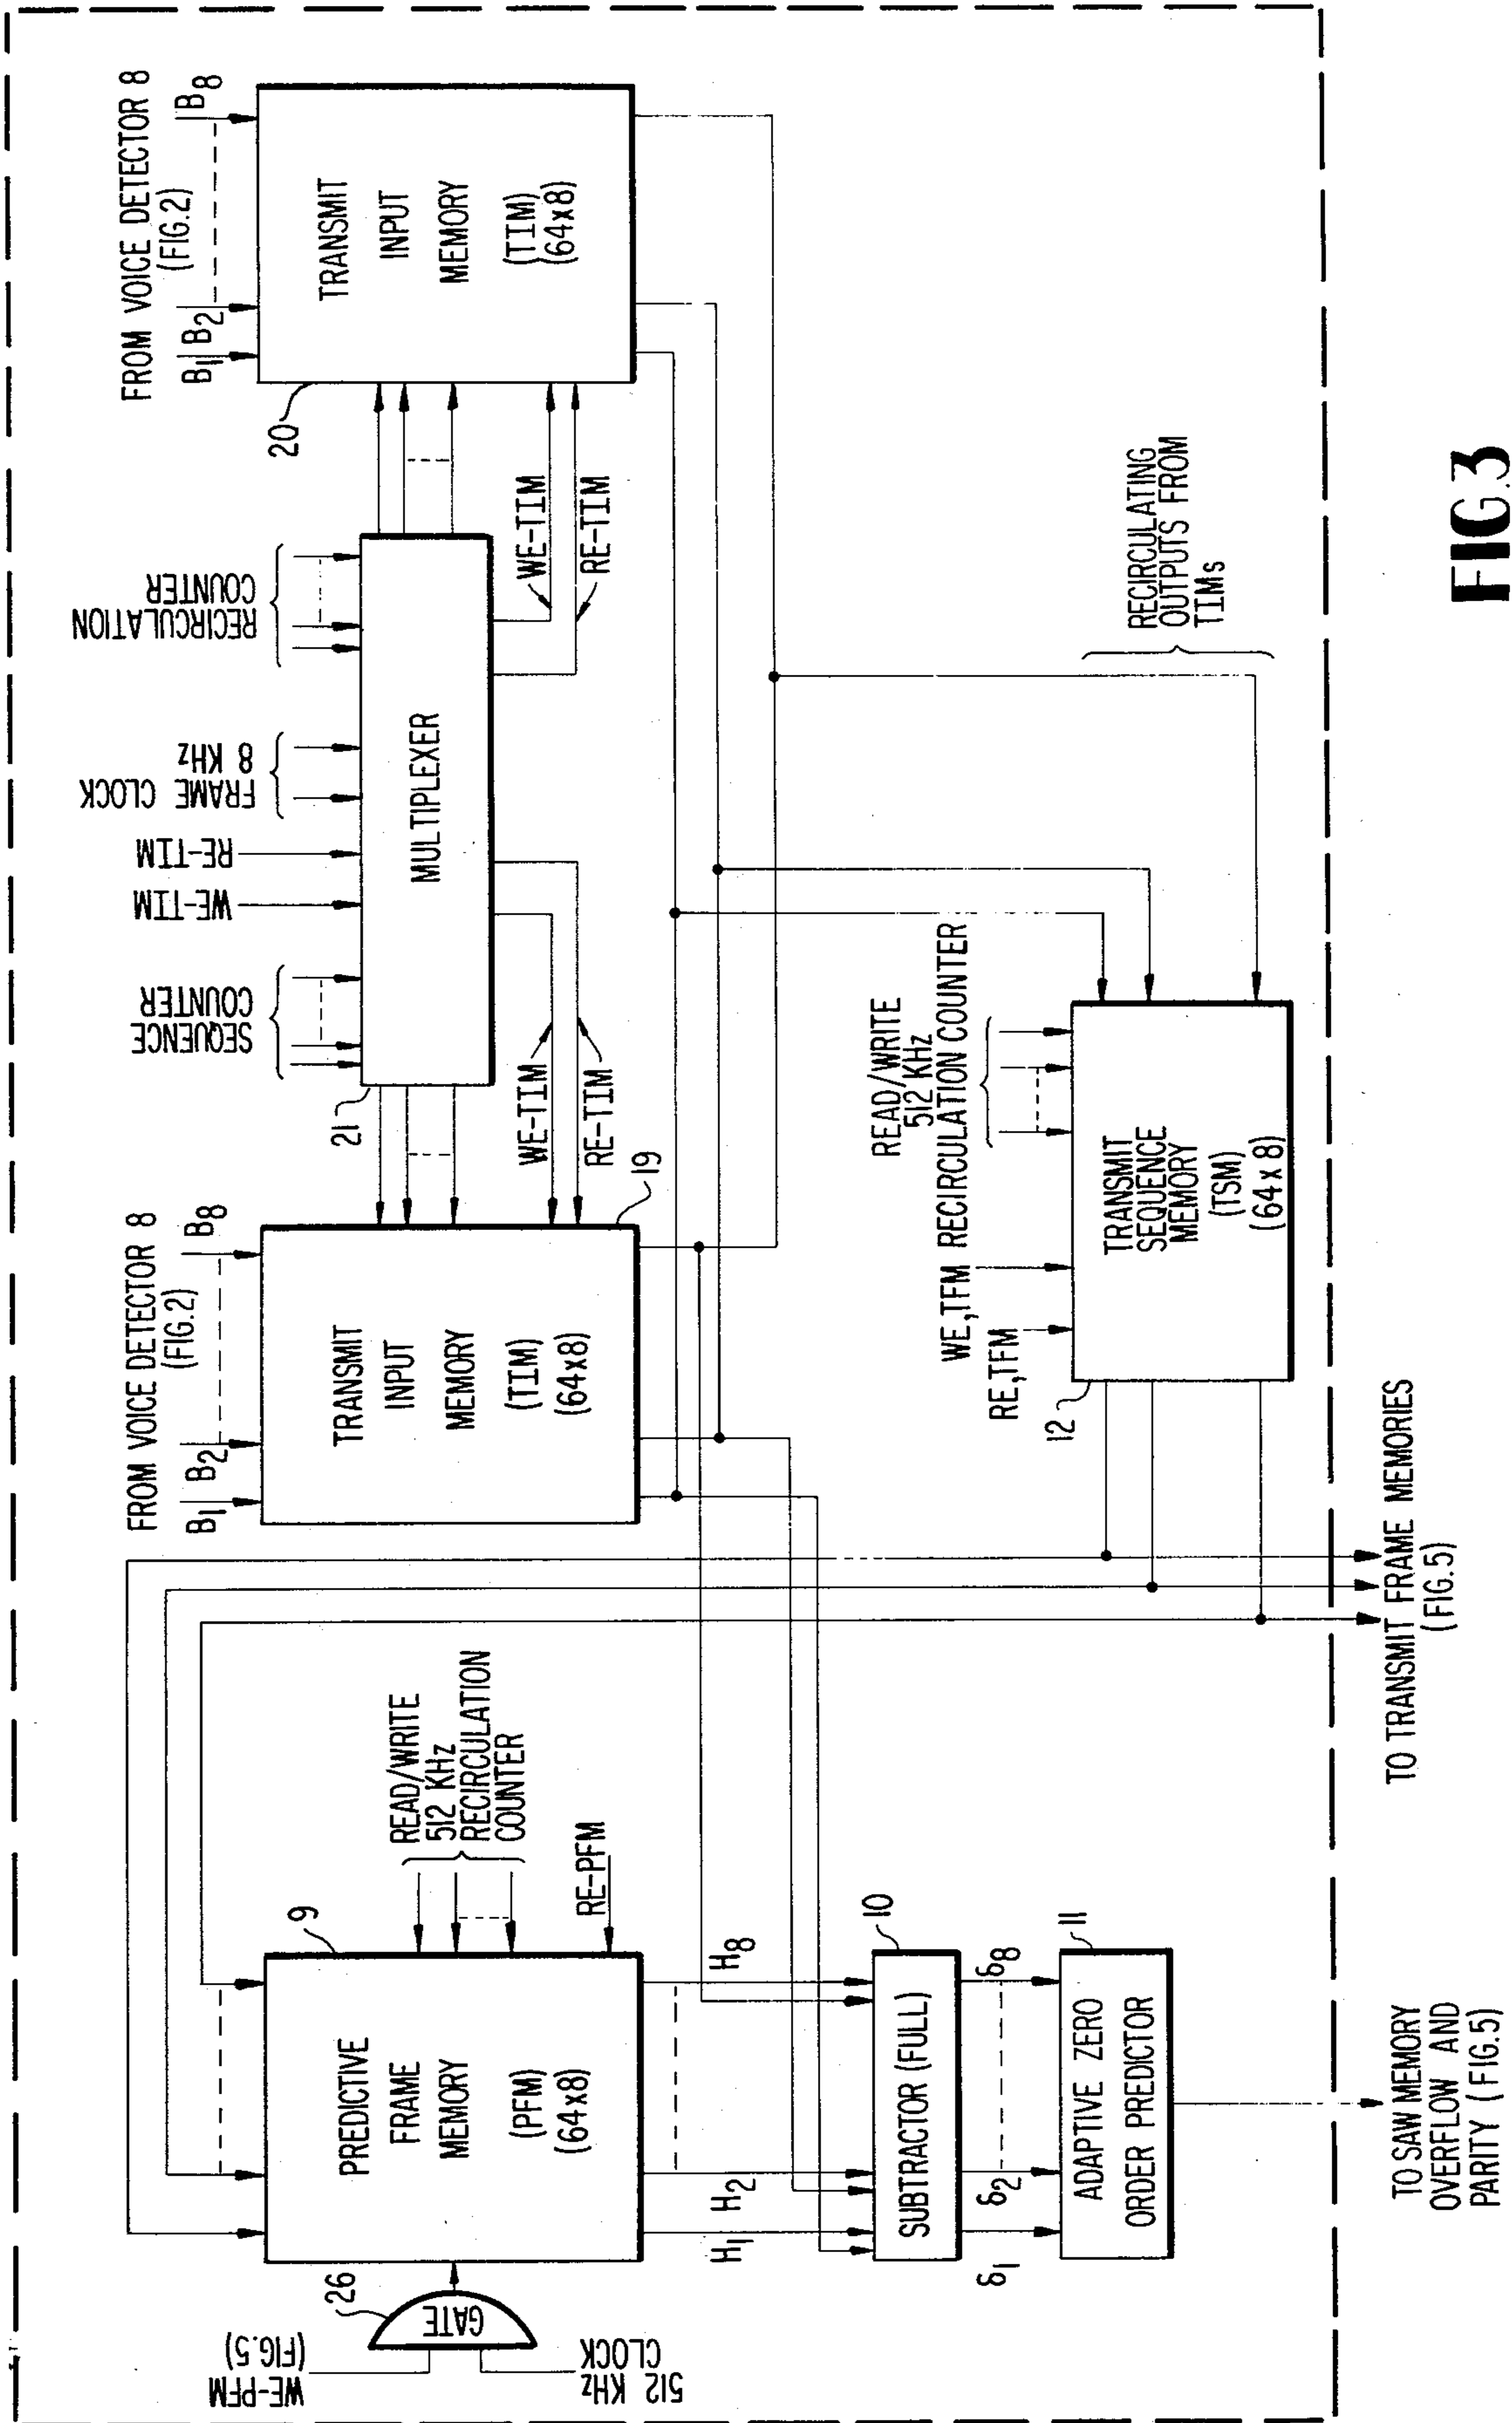 FROM VOICE DETECTOR 8
(FIG.2)
B1 B2 B8
TRANSMIT
INPUT
MEMORY
(TIM)
(64x8)
20
RECIRCULATION
COUNTER
FRAME CLOCK
8 KHz
RE-TIM
WE-TIM
SEQUENCE
COUNTER
MULTIPLEXER
21
WE-TIM
RE-TIM
WE-TIM
RE-TIM
FROM VOICE DETECTOR 8
(FIG.2)
B1 B2 B8
TRANSMIT
INPUT
MEMORY
(TIM)
(64x8)
19
RECIRCULATING
OUTPUTS FROM
TIMs
READ/WRITE
512 KHz
RECIRCULATION COUNTER
WE,TFM
RE,TFM
TRANSMIT
SEQUENCE
MEMORY
(TSM)
(64x8)
12
TO TRANSMIT FRAME MEMORIES
(FIG.5)
READ/WRITE
512 KHz
RECIRCULATION
COUNTER
RE-PFM
9
PREDICTIVE
FRAME
MEMORY
(PFM)
(64x8)
26
GATE
WE-PFM
(FIG.5)
512 KHz
CLOCK
H1 H2 H8
10
SUBTRACTOR (FULL)
δ1 δ2 δ8
11
ADAPTIVE ZERO
ORDER PREDICTOR
TO SAW MEMORY
OVERFLOW AND
PARITY (FIG.5)
FIG 3